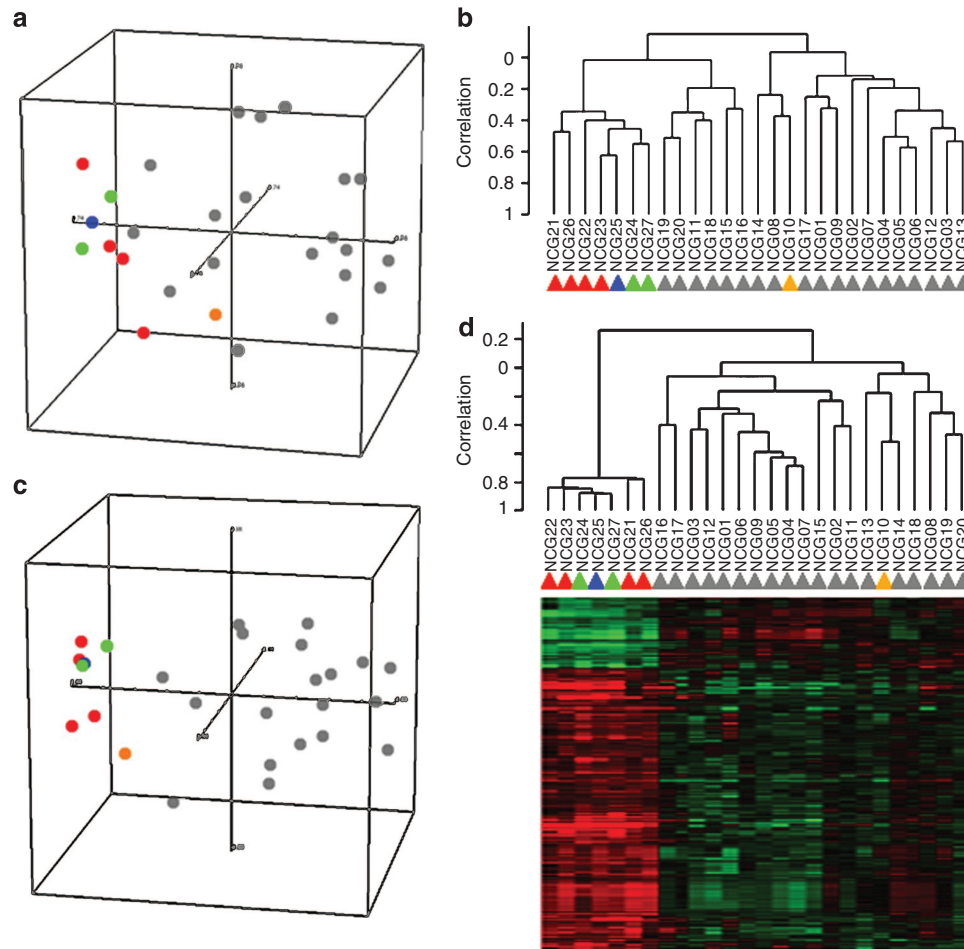 a
b
0
0.2
0.4
0.6
0.8
1
Correlation
NCG21
NCG26
NCG22
NCG23
NCG25
NCG24
NCG27
NCG19
NCG20
NCG11
NCG18
NCG15
NCG16
NCG14
NCG08
NCG10
NCG17
NCG01
NCG09
NCG02
NCG07
NCG04
NCG05
NCG06
NCG12
NCG03
NCG13
c
d
0.2
0
0.4
0.8
1
Correlation
NCG22
NCG23
NCG24
NCG25
NCG27
NCG21
NCG26
NCG16
NCG17
NCG03
NCG12
NCG01
NCG06
NCG09
NCG05
NCG04
NCG07
NCG15
NCG02
NCG11
NCG13
NCG10
NCG14
NCG18
NCG08
NCG19
NCG20